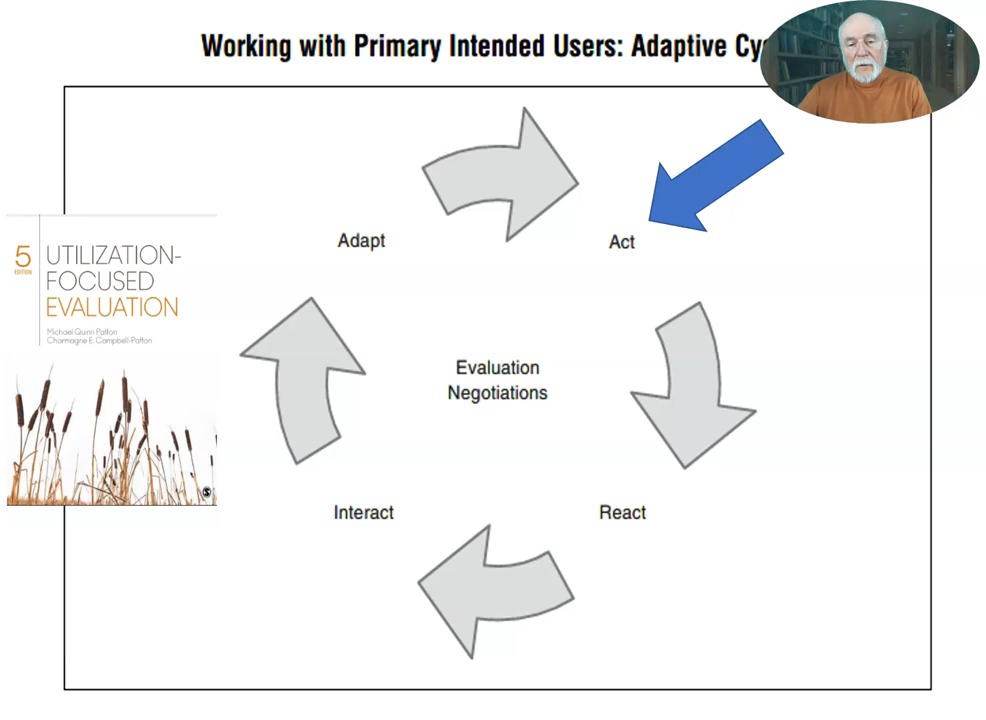 Working with Primary Intended Users: Adaptive
Adapt
Act
5
EDITION
UTILIZATION-
FOCUSED
EVALUATION
Michael Quinn Patton
Charmagne E. Campbell-Patton
Evaluation
Negotiations
Interact
React